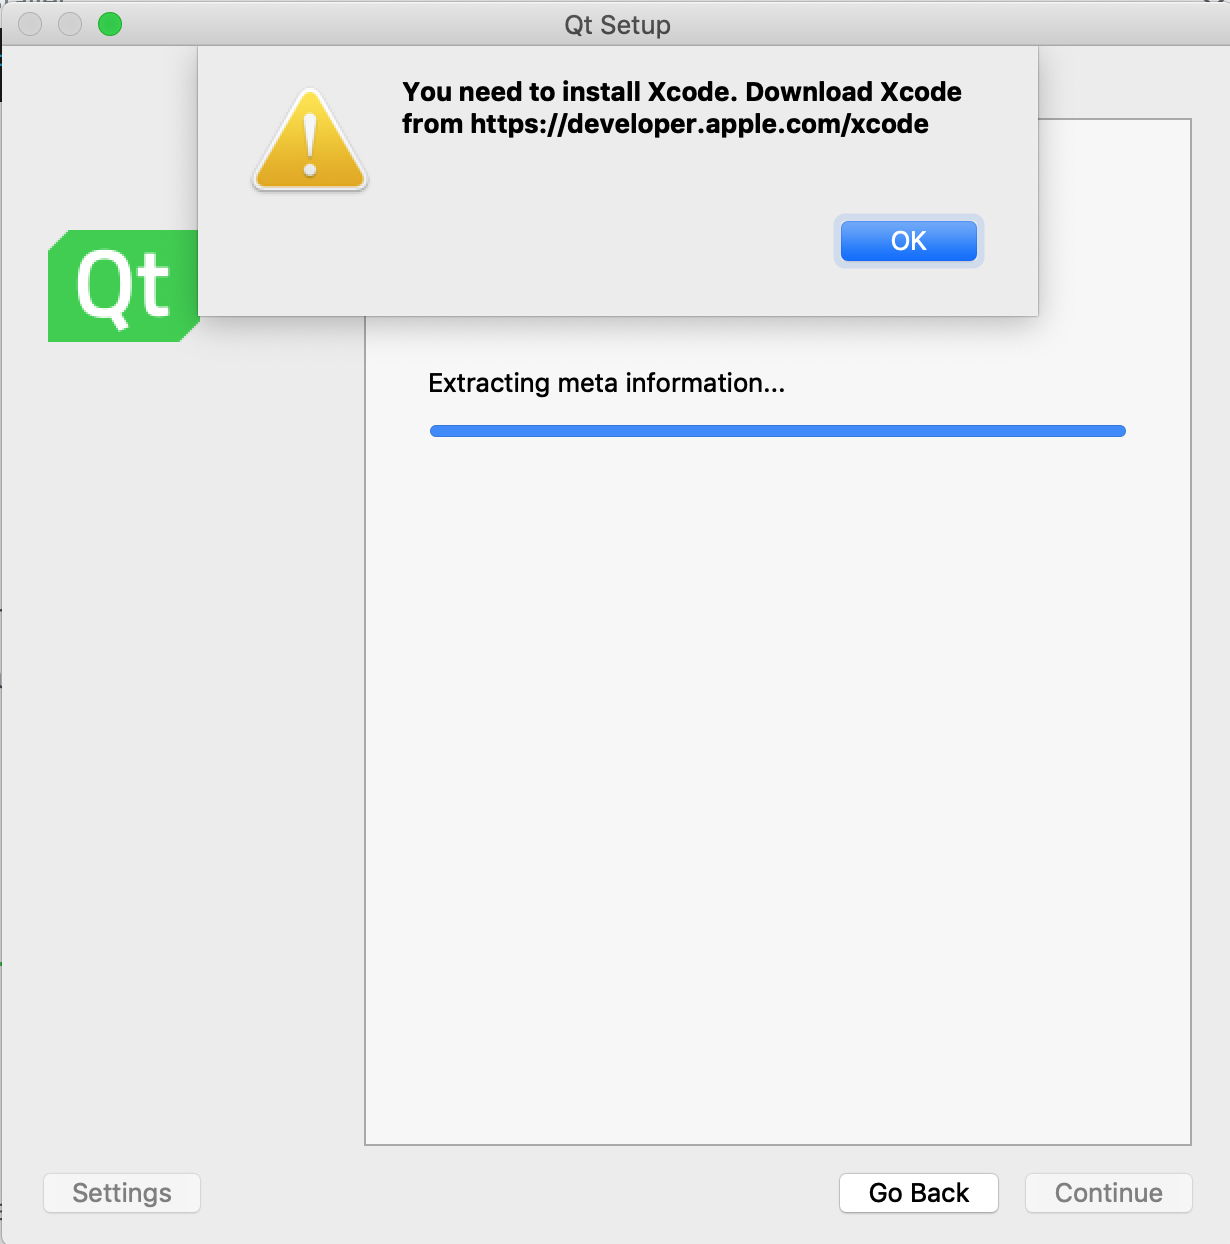 Qt Setup
You need to install Xcode. Download Xcode
from https://developer.apple.com/xcode
OK
Qt
Extracting meta information...
Settings
Go Back
Continue